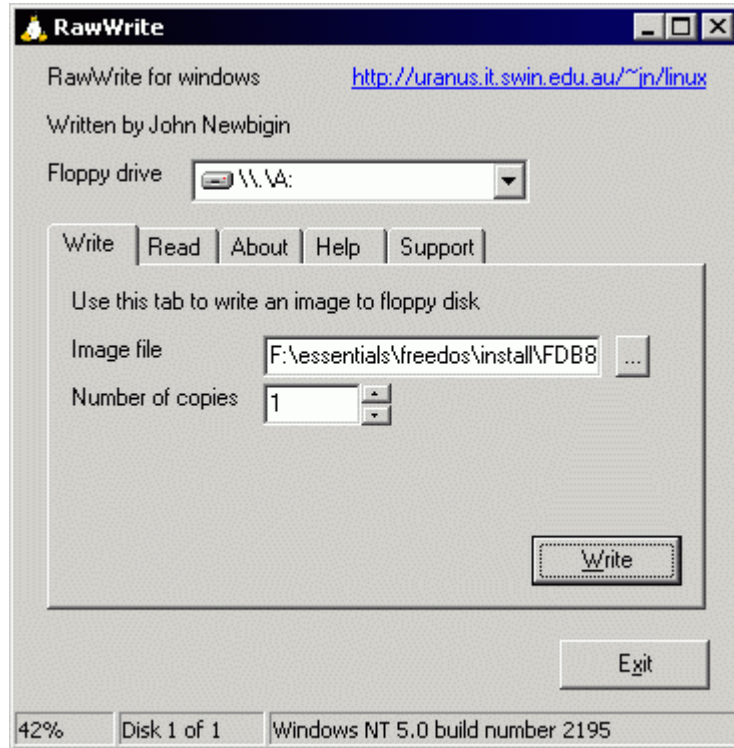 RawWrite
RawWrite for windows http://uranus.it.swin.edu.au/~jn/linux
Written by John Newbigin
Floppy drive \\.\A:
Write Read About Help Support
Use this tab to write an image to floppy disk
Image file F:\essentials\freedos\install\FDB8 ...
Number of copies 1
Write
Exit
42% Disk 1 of 1 Windows NT 5.0 build number 2195